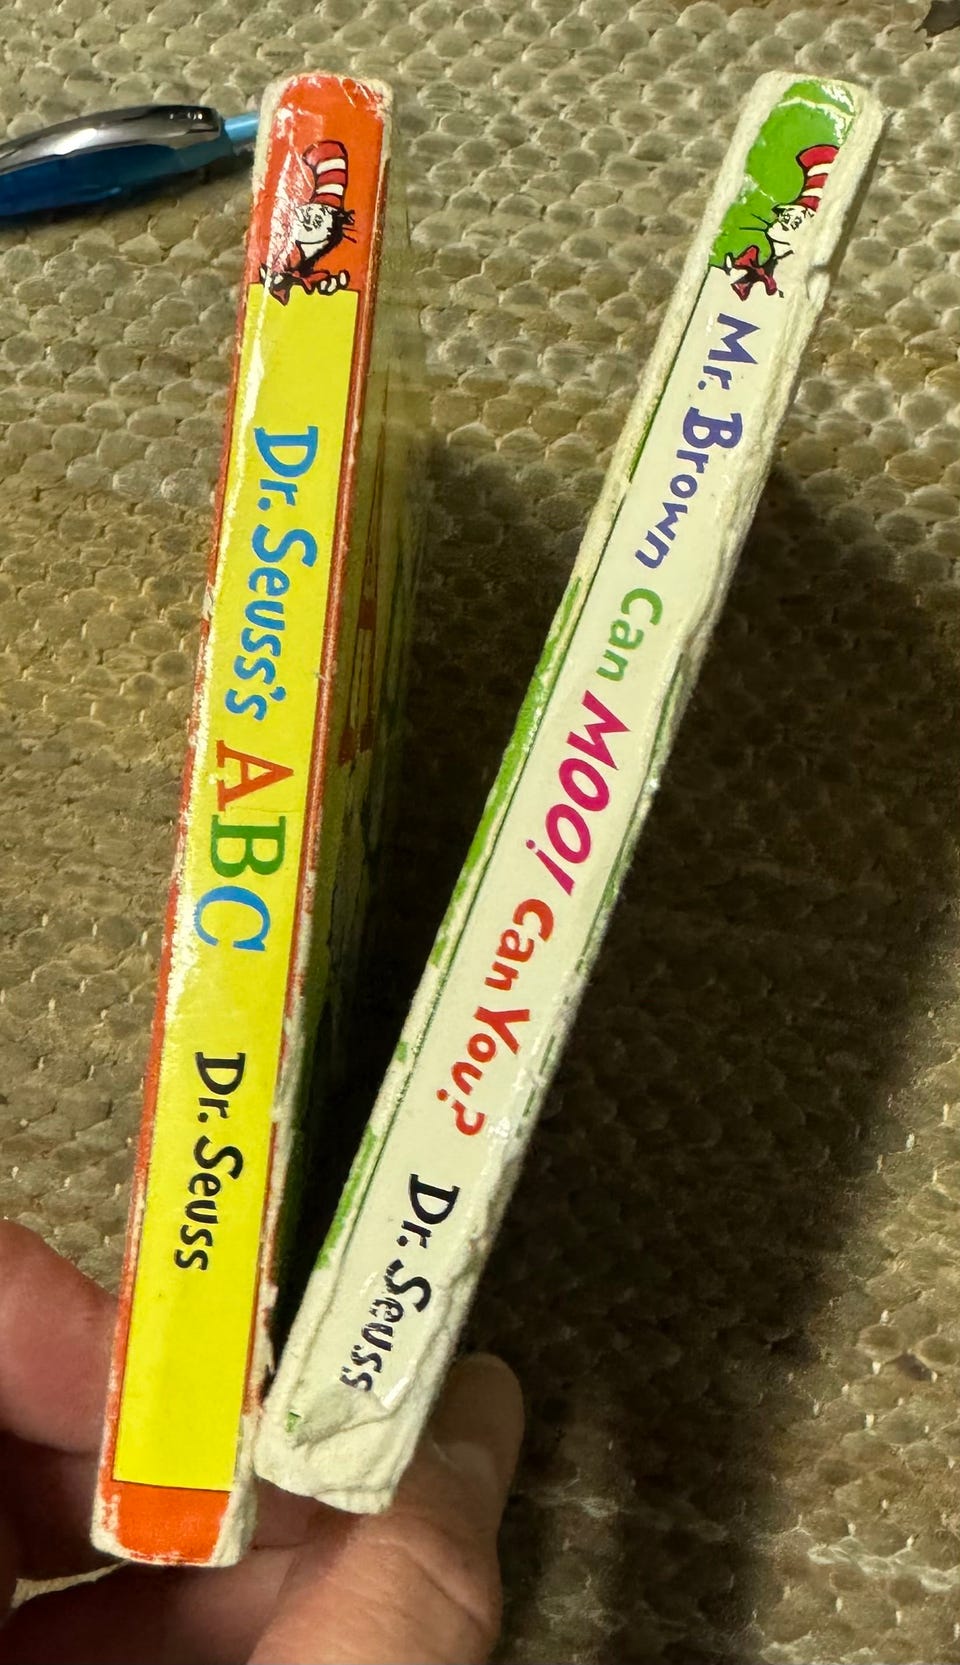 Dr. Seuss's ABC Dr. Seuss
Mr. Brown Can MOO! Can You? Dr. Seuss